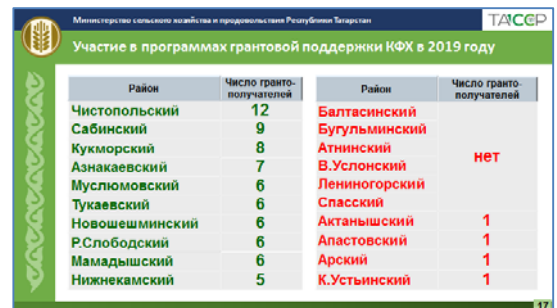 Министерство сельского хозяйства и продовольствия Республики Татарстан
TA:CCP
Участие в программах грантовой поддержки КФХ в 2019 году
Район
Число гранто-
получателей
Чистопольский 12
Сабинский 9
Кукморский 8
Азнакаевский 7
Муслюмовский 6
Тукаевский 6
Новошешминский 6
Р.Слободский 6
Мамадышский 6
Нижнекамский 5
Район
Число гранто-
получателей
Балтасинский
Бугульминский
Атнинский
В.Услонский
Лениногорский
Спасский
нет
Актанышский 1
Апастовский 1
Арский 1
К.Устьинский 1
17